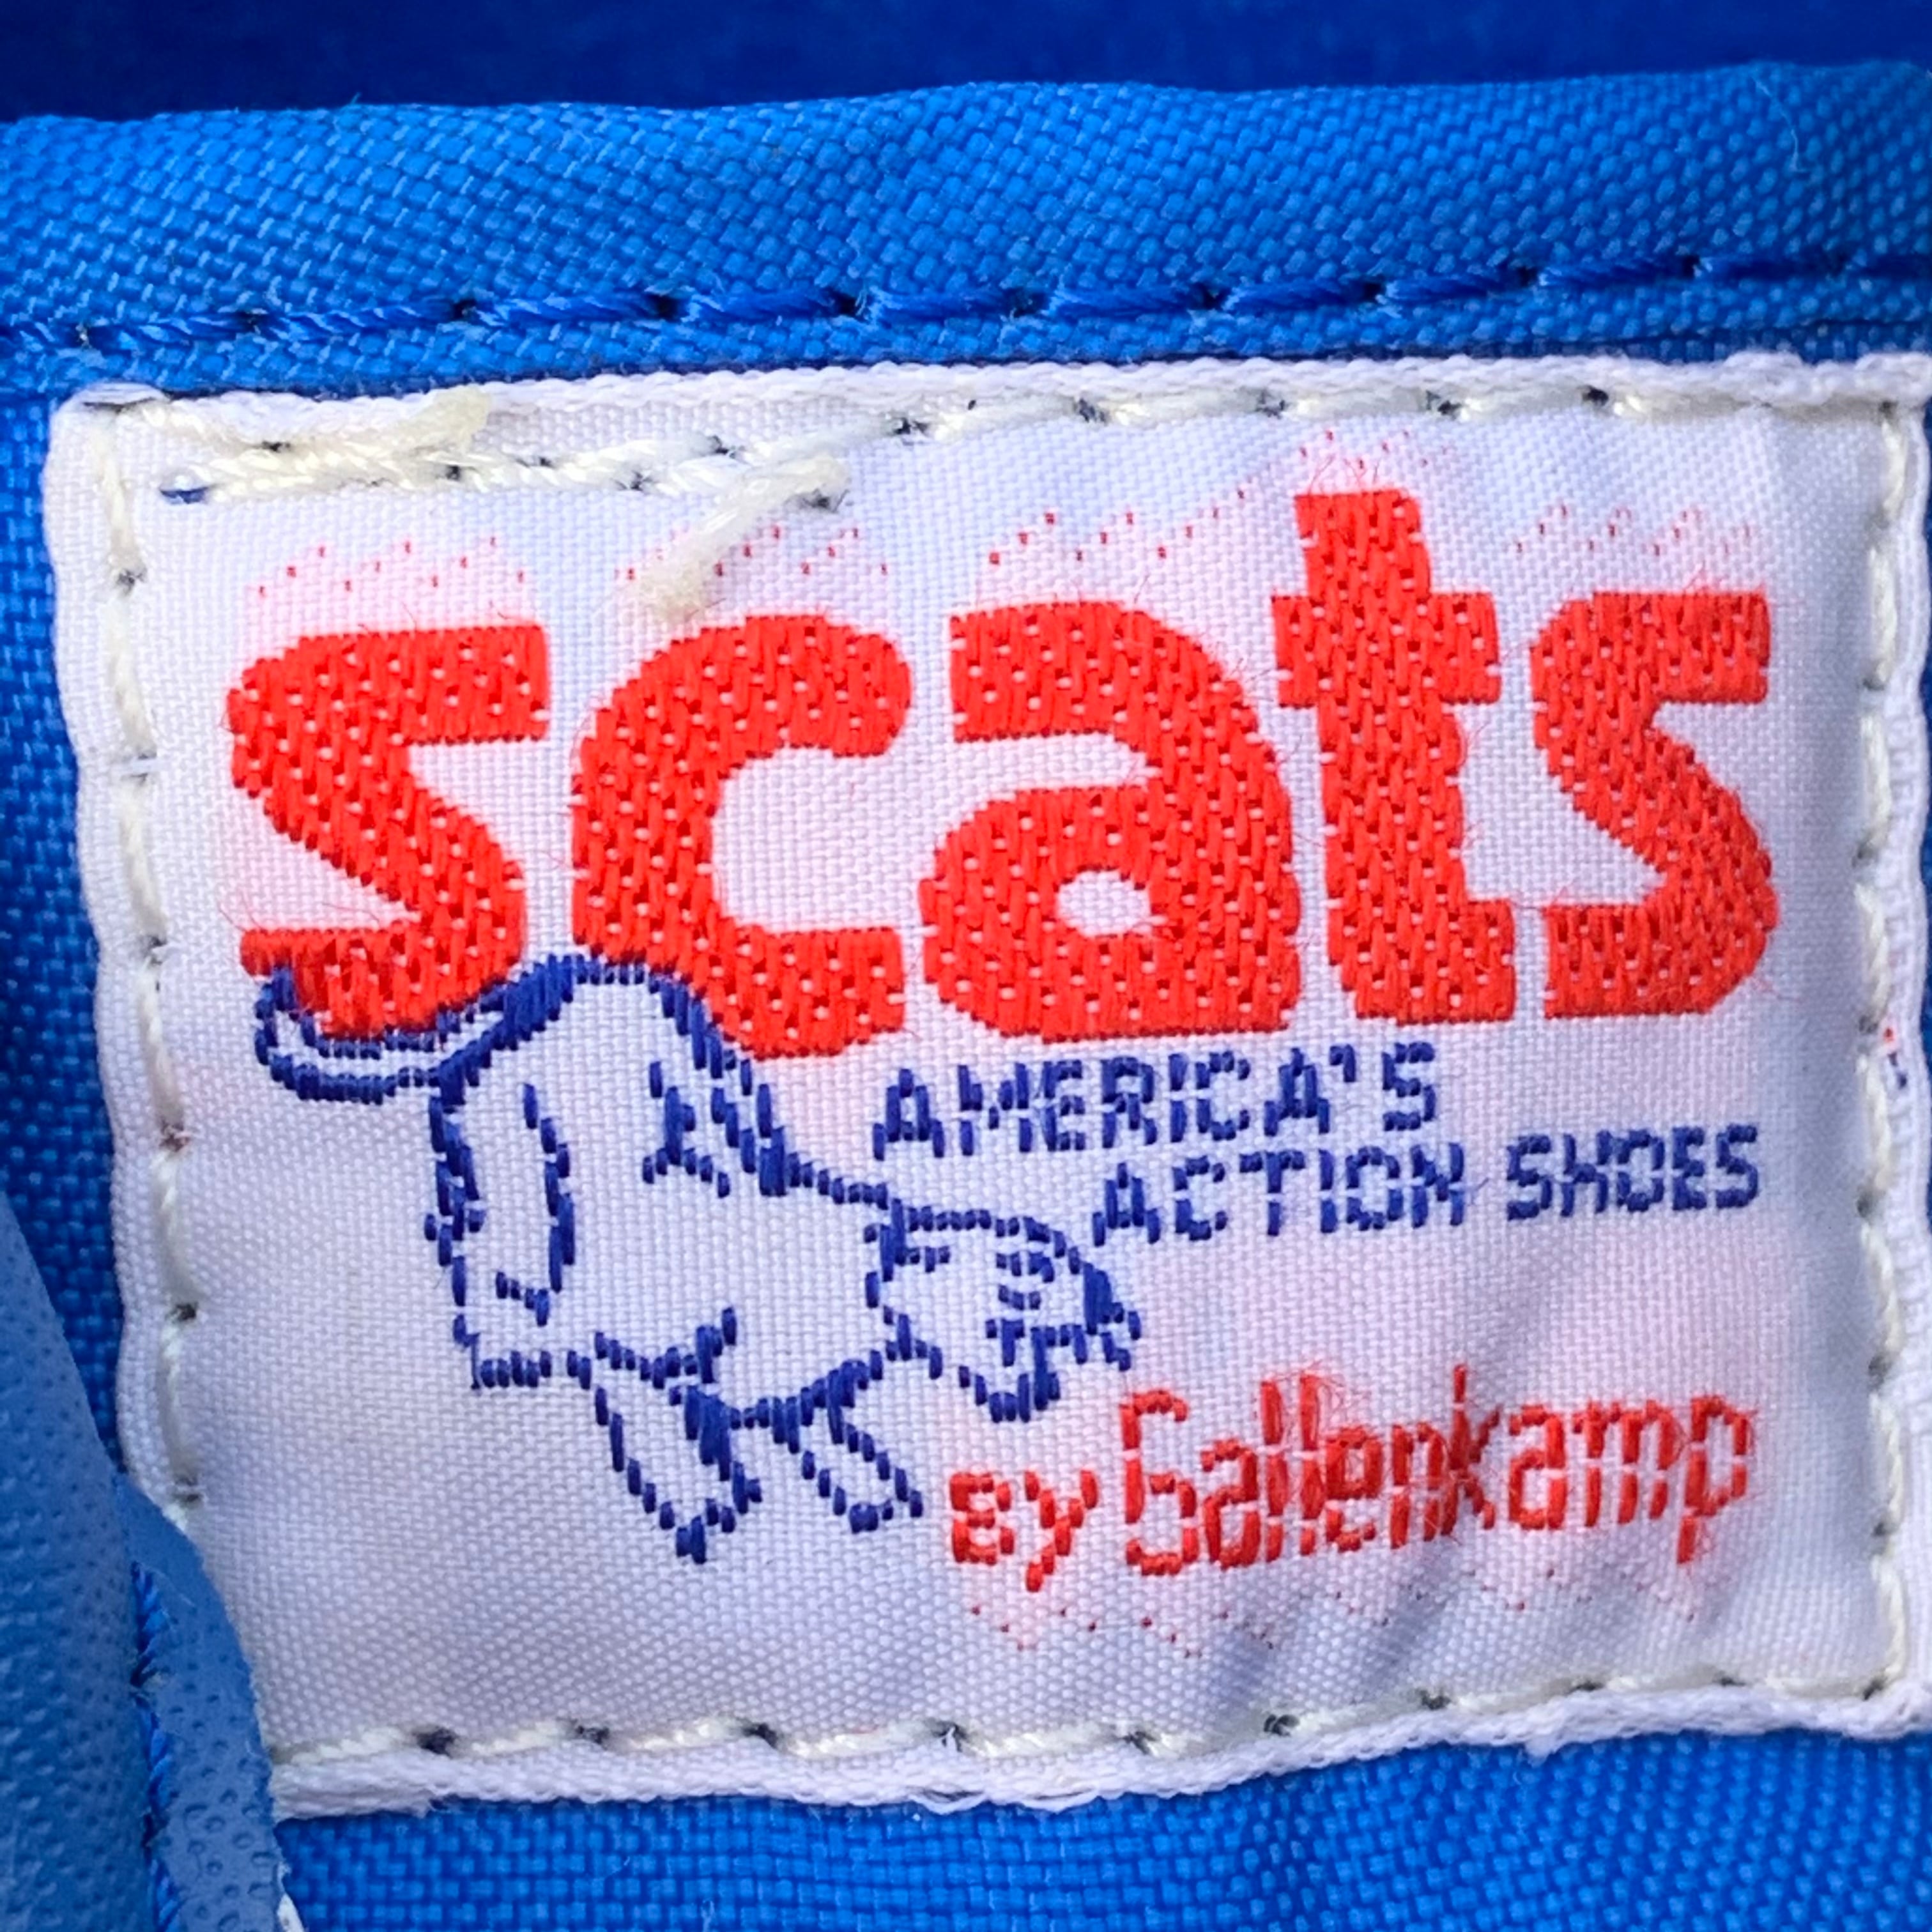 scats
AMERICA'S
ACTION SHOES
BY Gallenkamp